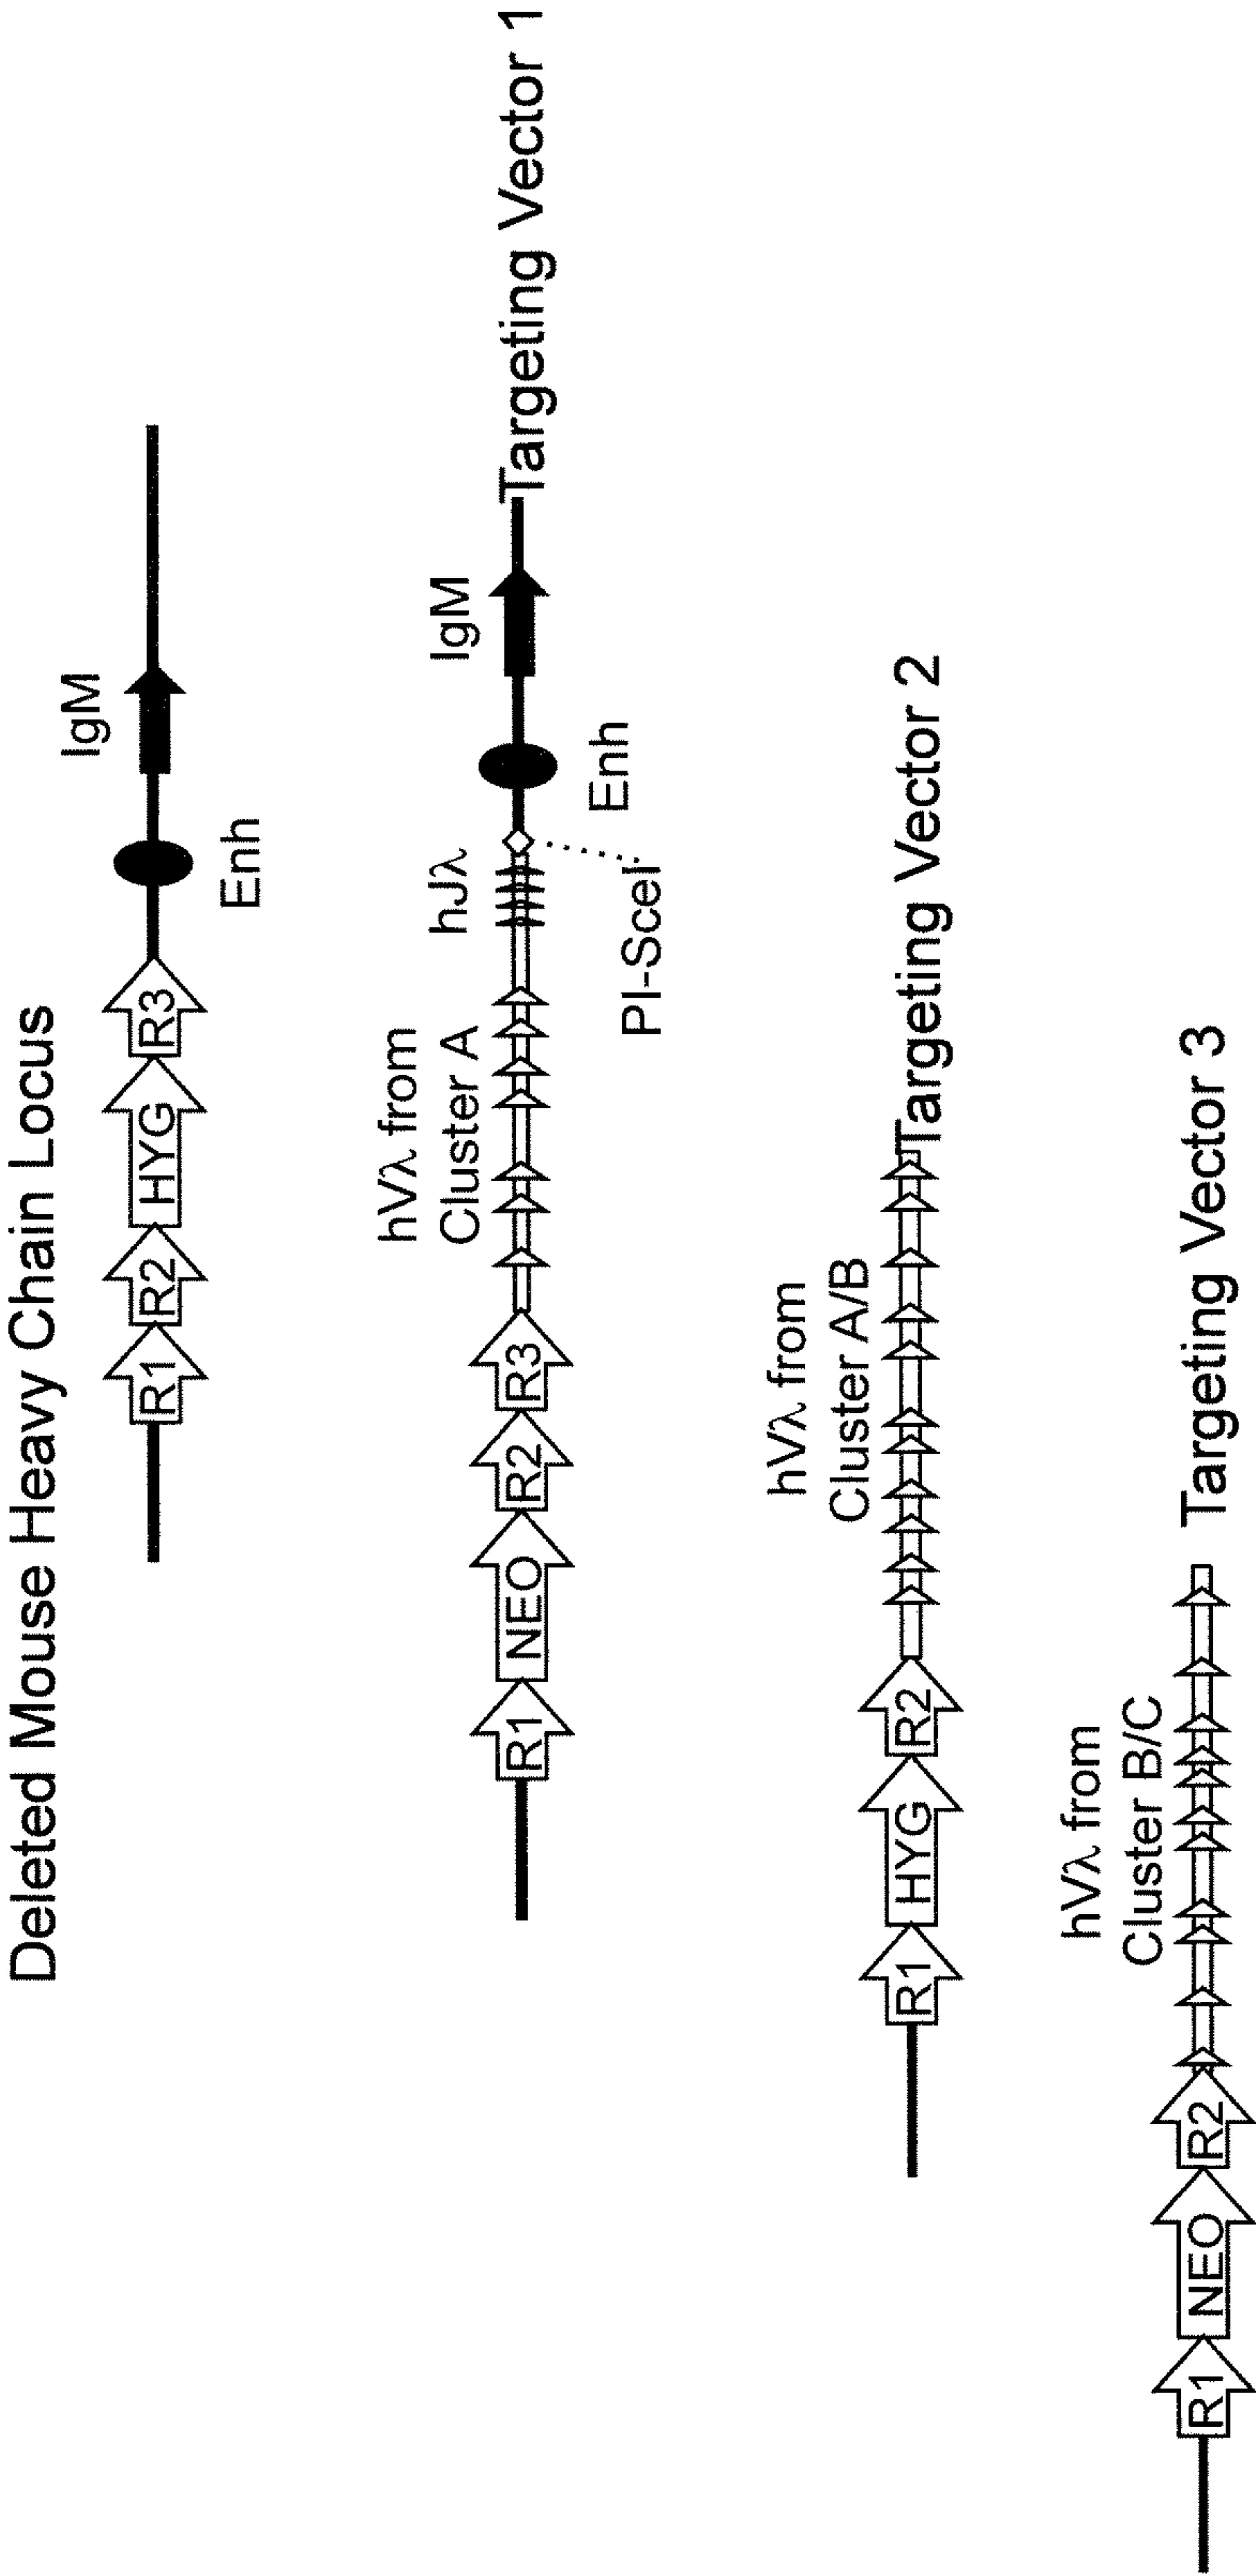 Deleted Mouse Heavy Chain Locus
R1 R2 HYG R3
IgM
Enh
hVλ from
Cluster A
hJλ
IgM
R1 NEO R2 R3
Targeting Vector 1
Enh
PI-SceI
hVλ from
Cluster A/B
R1 HYG R2
Targeting Vector 2
hVλ from
Cluster B/C
R1 NEO R2
Targeting Vector 3